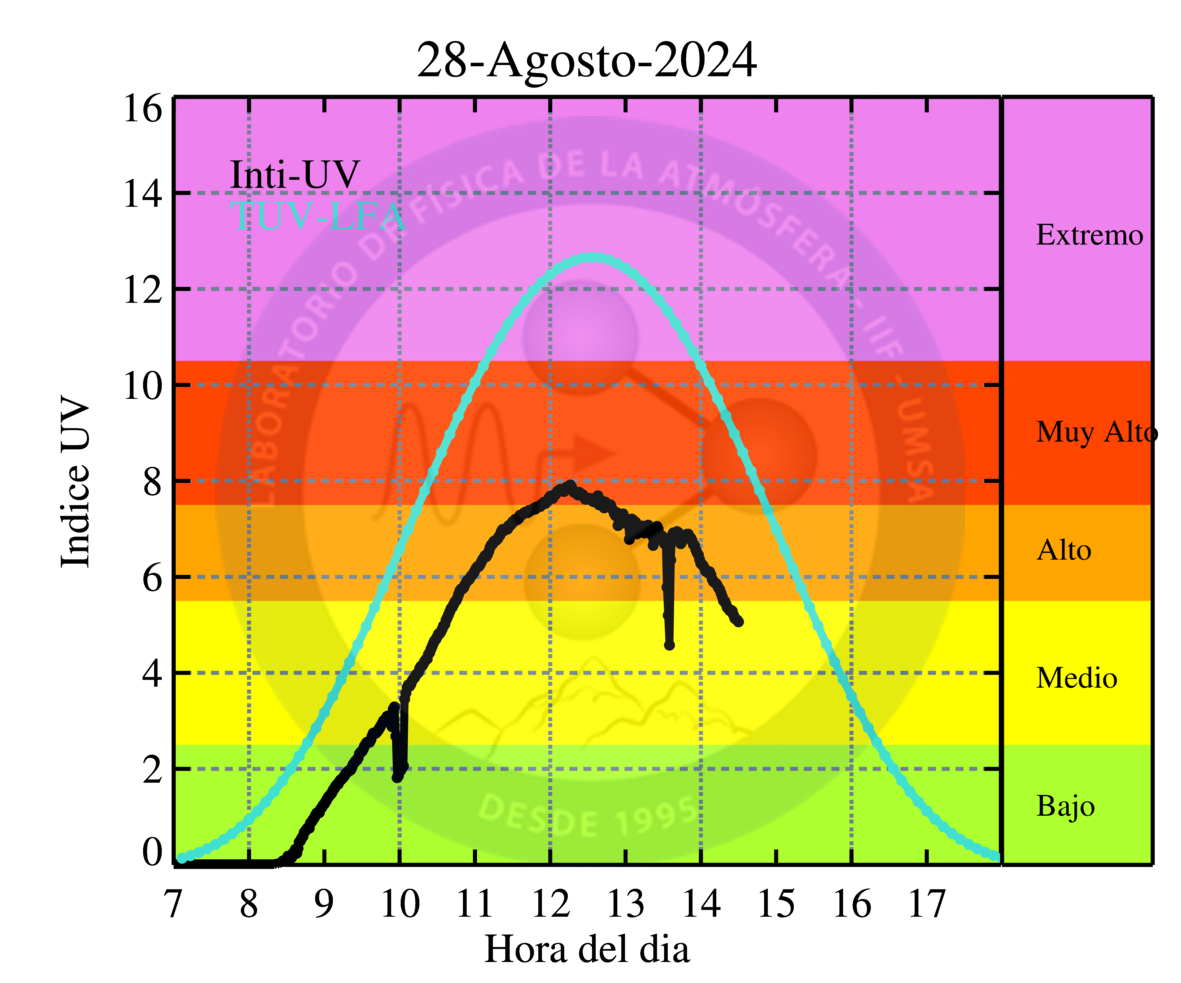 28-Agosto-2024
Inti-UV
TUV-LFA
LABORATORIO DE FÍSICA DE LA ATMÓSFERA - IIF - UMSA
DESDE 1995
Indice UV
16
14
12
10
8
6
4
2
0
Extremo
Muy Alto
Alto
Medio
Bajo
7 8 9 10 11 12 13 14 15 16 17
Hora del dia